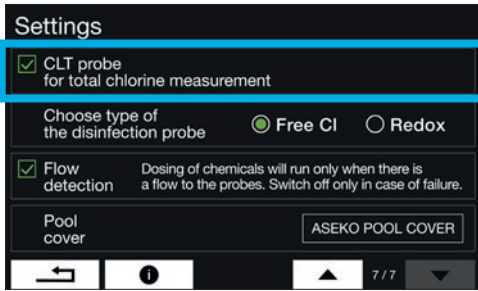 Settings
CLT probe
for total chlorine measurement
Choose type of
the disinfection probe
Free Cl
Redox
Flow
detection
Dosing of chemicals will run only when there is
a flow to the probes. Switch off only in case of failure.
Pool
cover
ASEKO POOL COVER
7/7